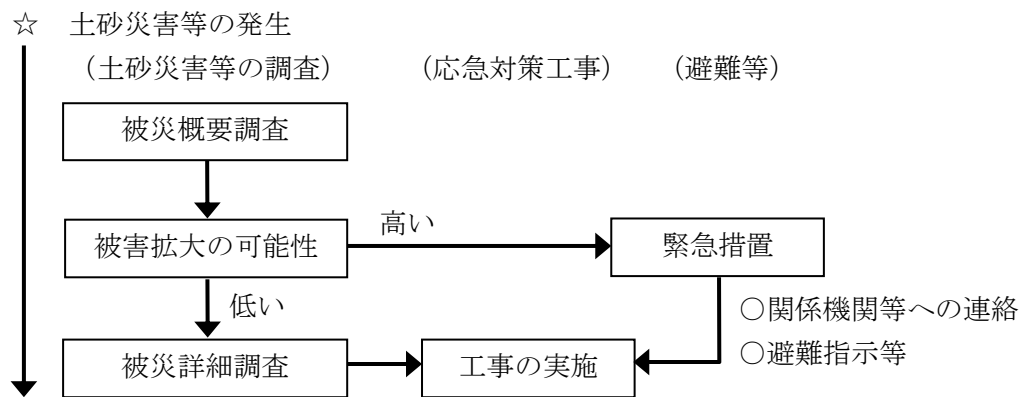 ☆ 土砂災害等の発生
（土砂災害等の調査） （応急対策工事） （避難等）
被災概要調査
被害拡大の可能性
高い
緊急措置
低い
○関係機関等への連絡
○避難指示等
被災詳細調査
工事の実施